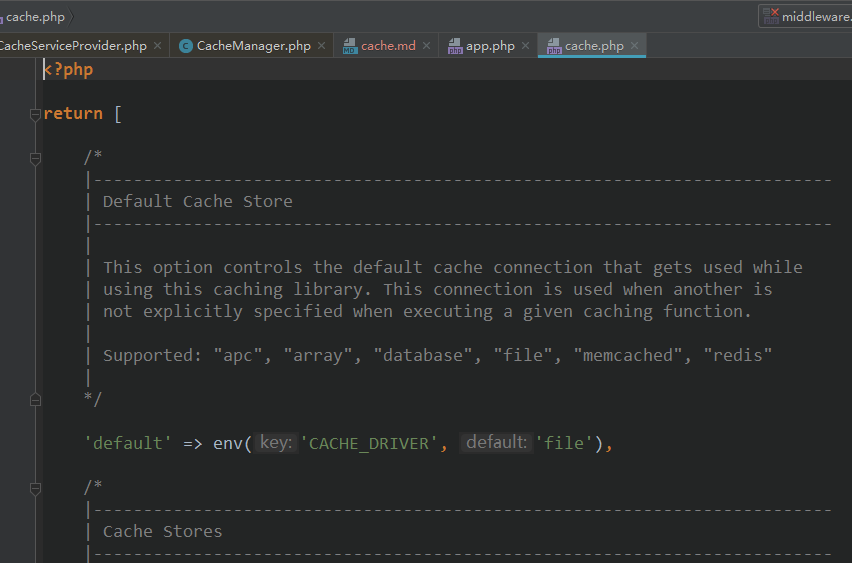 cache.php
middleware.
CacheServiceProvider.php
CacheManager.php
cache.md
app.php
cache.php
<?php
return [
/*
|--------------------------------------------------------------------------
| Default Cache Store
|--------------------------------------------------------------------------
|
| This option controls the default cache connection that gets used while
| using this caching library. This connection is used when another is
| not explicitly specified when executing a given caching function.
|
| Supported: "apc", "array", "database", "file", "memcached", "redis"
|
*/
'default' => env( key: 'CACHE_DRIVER', default: 'file'),
/*
|--------------------------------------------------------------------------
| Cache Stores
|--------------------------------------------------------------------------